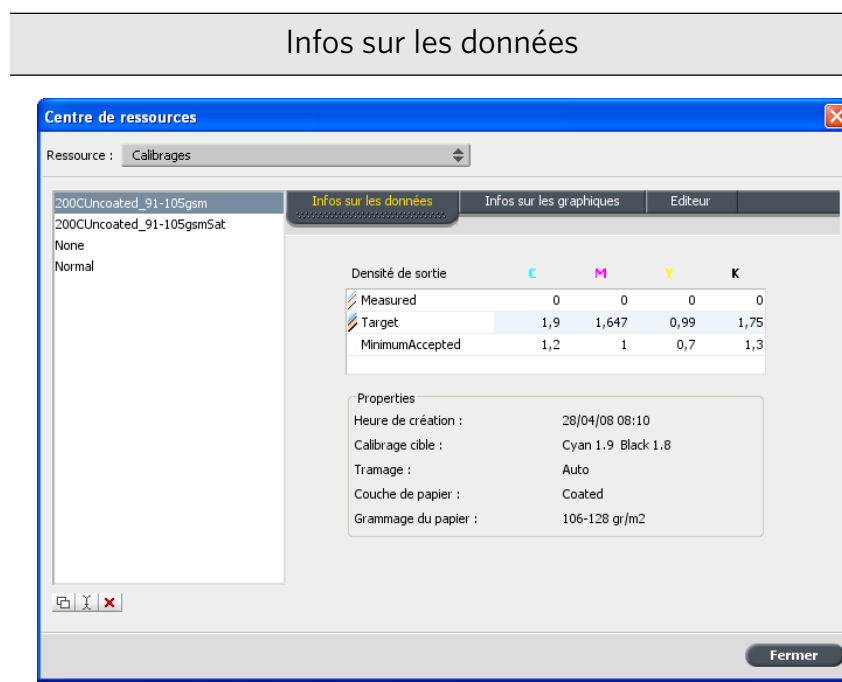 Infos sur les données
Centre de ressources
Ressource : Calibrages
200CUncoated_91-105gsm
200CUncoated_91-105gsmSat
None
Normal
Infos sur les données Infos sur les graphiques Editeur
Densité de sortie C M Y K
Measured 0 0 0 0
Target 1,9 1,647 0,99 1,75
MinimumAccepted 1,2 1 0,7 1,3
Properties
Heure de création : 28/04/08 08:10
Calibrage cible : Cyan 1.9 Black 1.8
Tramage : Auto
Couche de papier : Coated
Grammage du papier : 106-128 gr/m2
Fermer